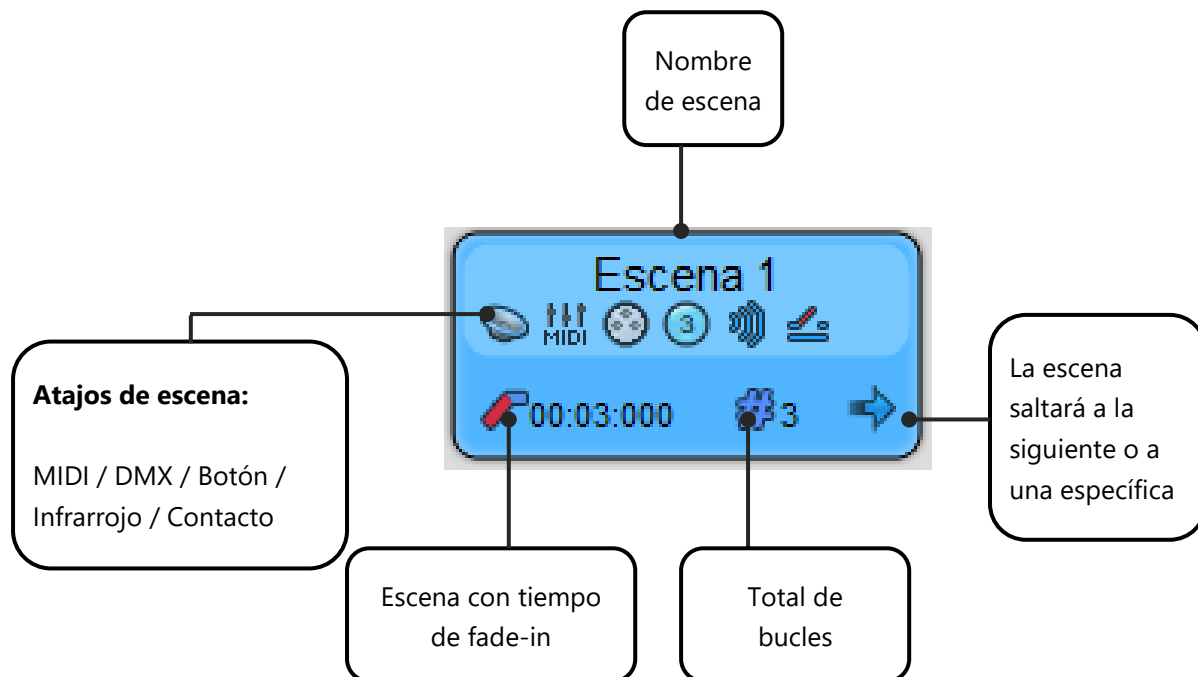 Nombre
de escena
Escena 1
MIDI
3
00:03:000
3
Atajos de escena:
MIDI / DMX / Botón /
Infrarrojo / Contacto
La escena
saltará a la
siguiente o a
una específica
Escena con tiempo
de fade-in
Total de
bucles